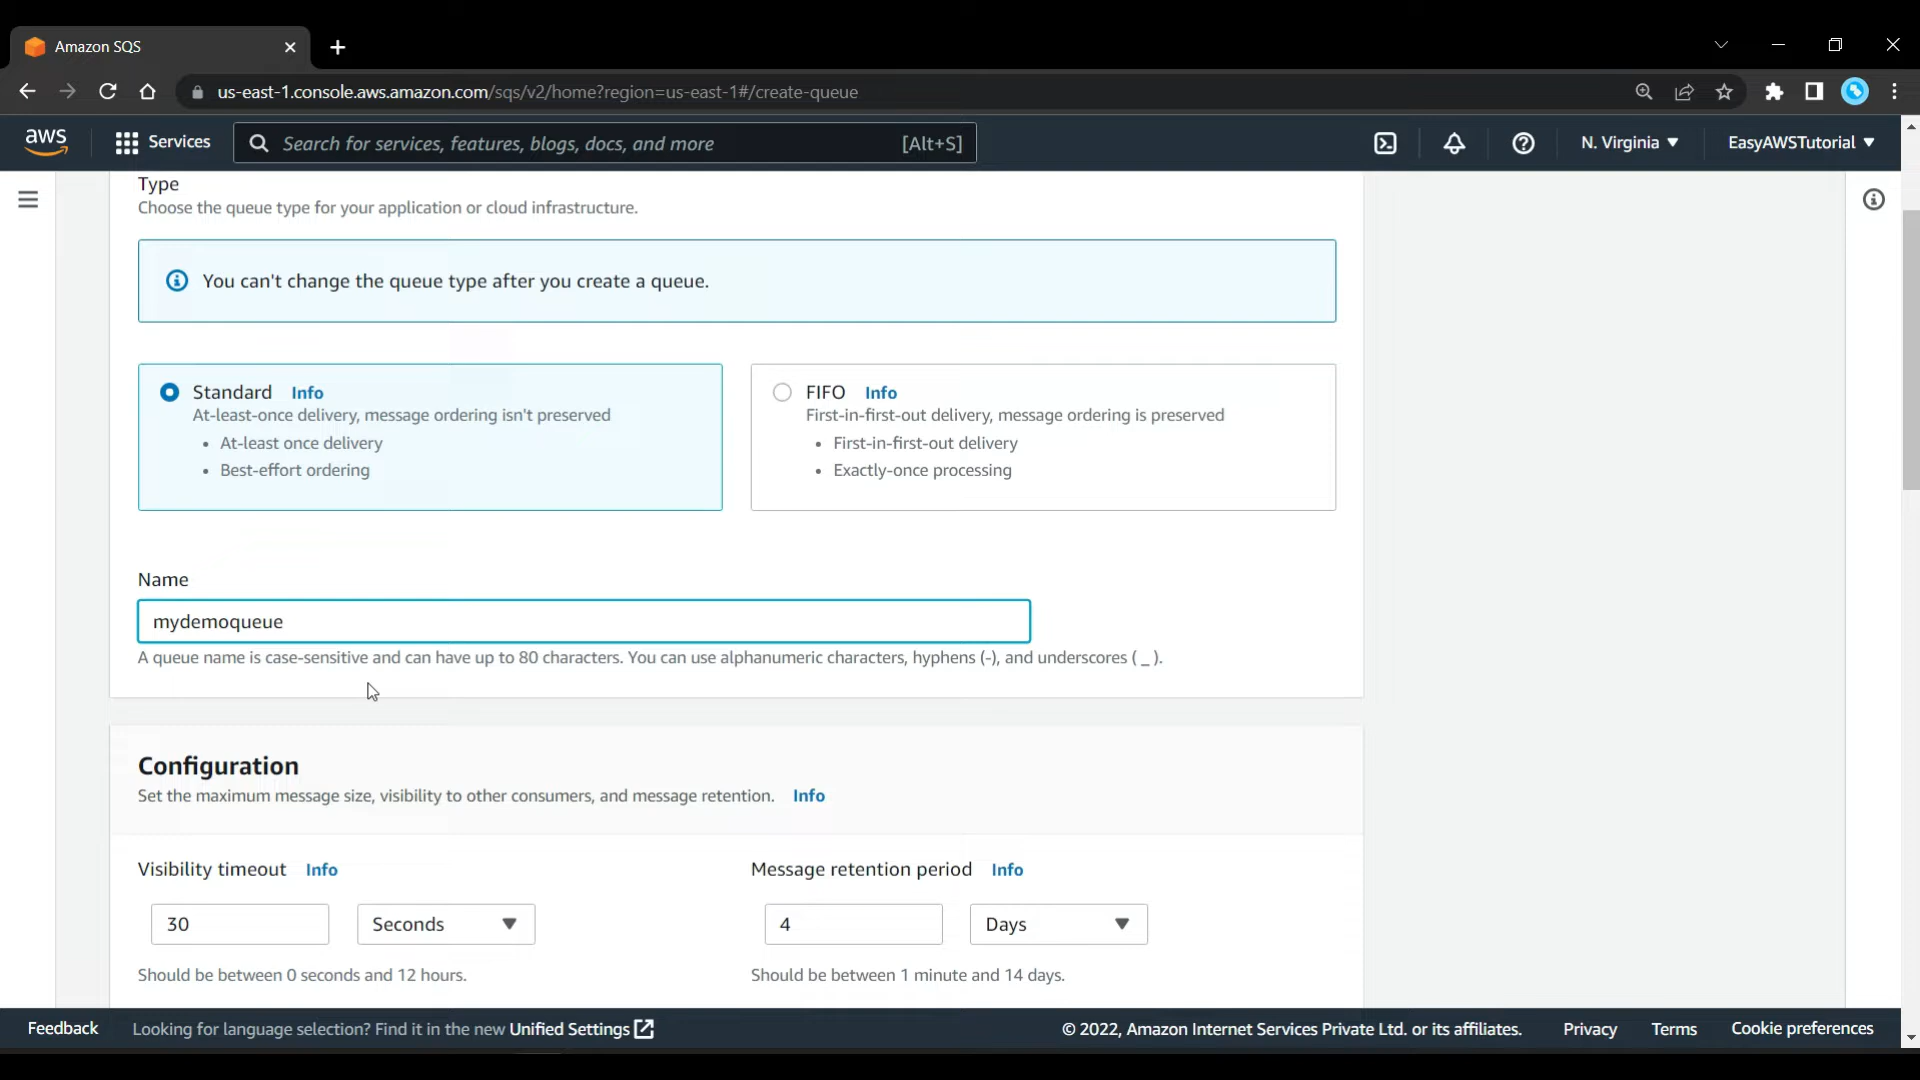 Amazon SQS
us-east-1.console.aws.amazon.com/sqs/v2/home?region=us-east-1#/create-queue
aws
Services
Search for services, features, blogs, docs, and more [Alt+S]
N. Virginia
EasyAWSTutorial
Type
Choose the queue type for your application or cloud infrastructure.
You can't change the queue type after you create a queue.
Standard Info
At-least-once delivery, message ordering isn't preserved
• At-least once delivery
• Best-effort ordering
FIFO Info
First-in-first-out delivery, message ordering is preserved
• First-in-first-out delivery
• Exactly-once processing
Name
mydemoqueue
A queue name is case-sensitive and can have up to 80 characters. You can use alphanumeric characters, hyphens (-), and underscores ( _ ).
Configuration
Set the maximum message size, visibility to other consumers, and message retention. Info
Visibility timeout Info
30 Seconds
Should be between 0 seconds and 12 hours.
Message retention period Info
4 Days
Should be between 1 minute and 14 days.
Feedback
Looking for language selection? Find it in the new Unified Settings
© 2022, Amazon Internet Services Private Ltd. or its affiliates.
Privacy
Terms
Cookie preferences